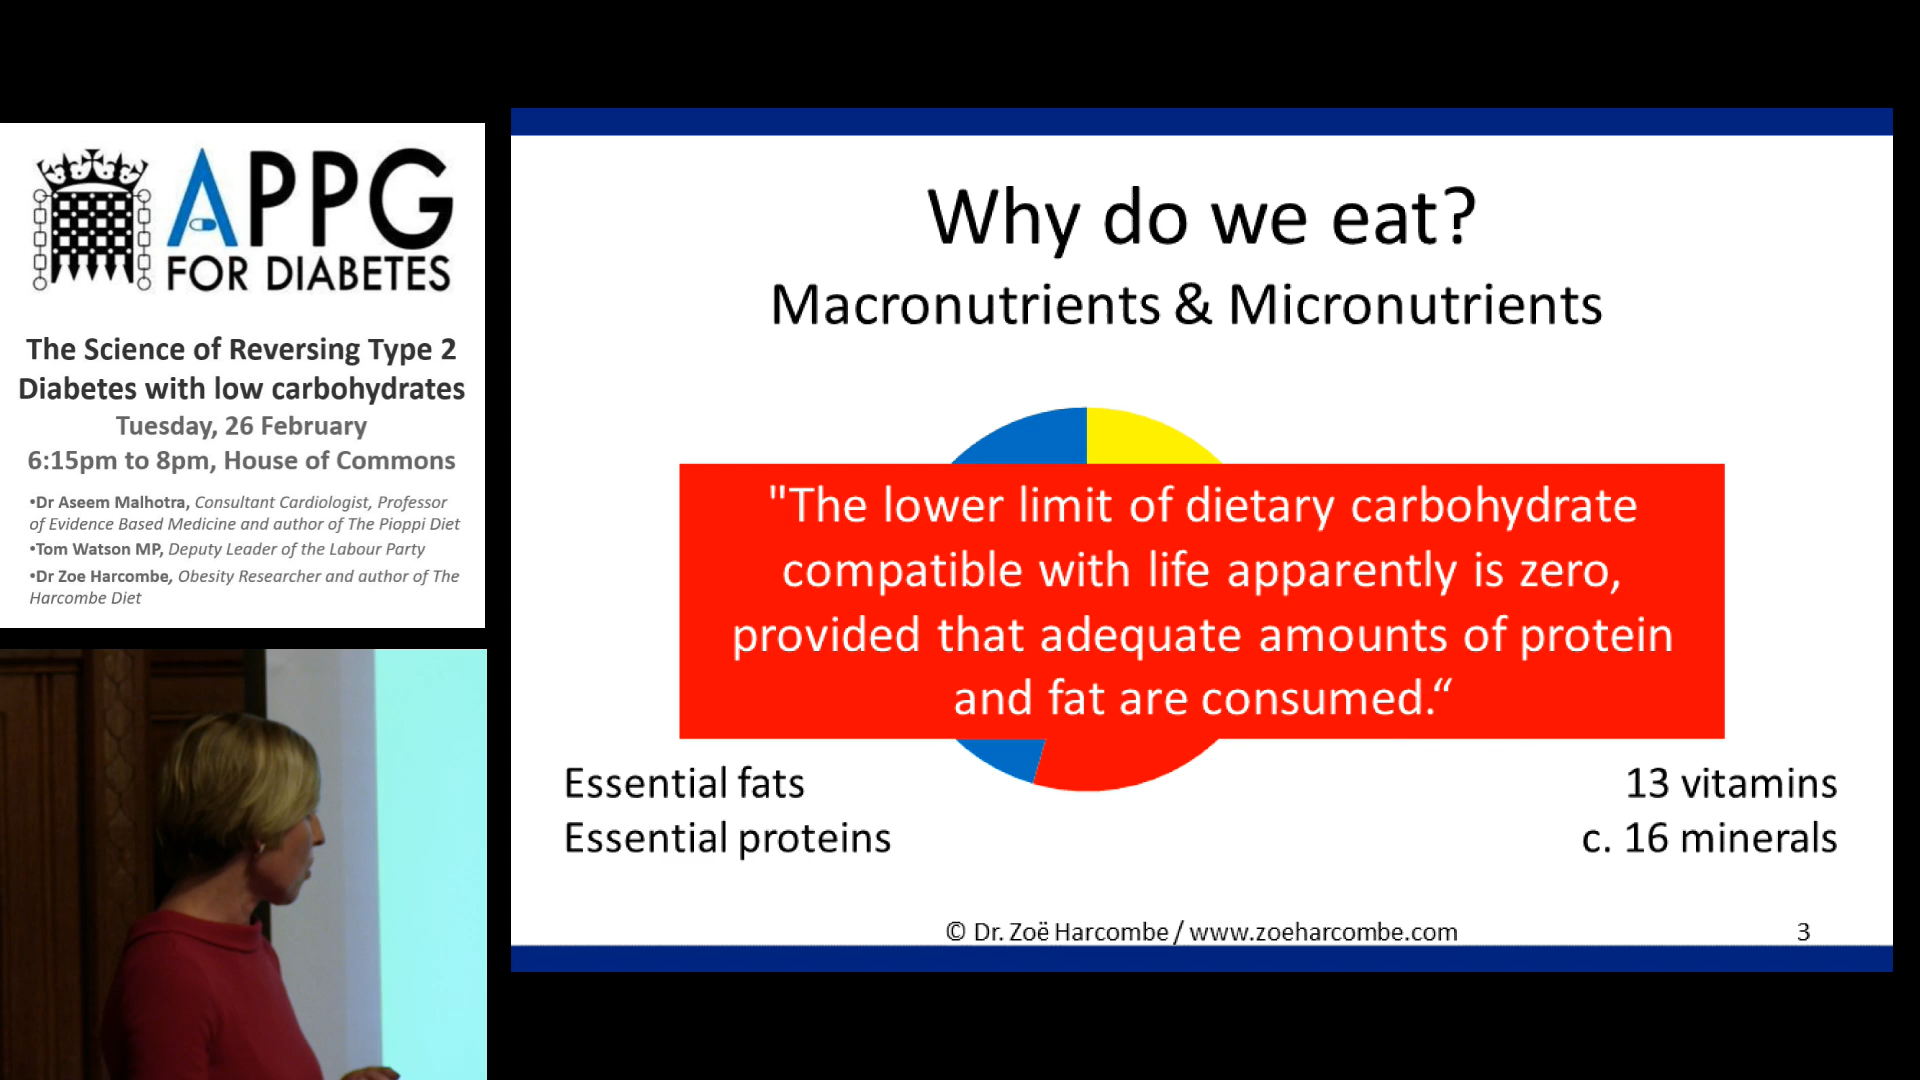 APPG
FOR DIABETES
The Science of Reversing Type 2
Diabetes with low carbohydrates
Tuesday, 26 February
6:15pm to 8pm, House of Commons
•Dr Aseem Malhotra, Consultant Cardiologist, Professor
of Evidence Based Medicine and author of The Pioppi Diet
•Tom Watson MP, Deputy Leader of the Labour Party
•Dr Zoe Harcombe, Obesity Researcher and author of The
Harcombe Diet
Why do we eat?
Macronutrients & Micronutrients
"The lower limit of dietary carbohydrate
compatible with life apparently is zero,
provided that adequate amounts of protein
and fat are consumed.“
Essential fats
Essential proteins
13 vitamins
c. 16 minerals
© Dr. Zoë Harcombe / www.zoeharcombe.com
3